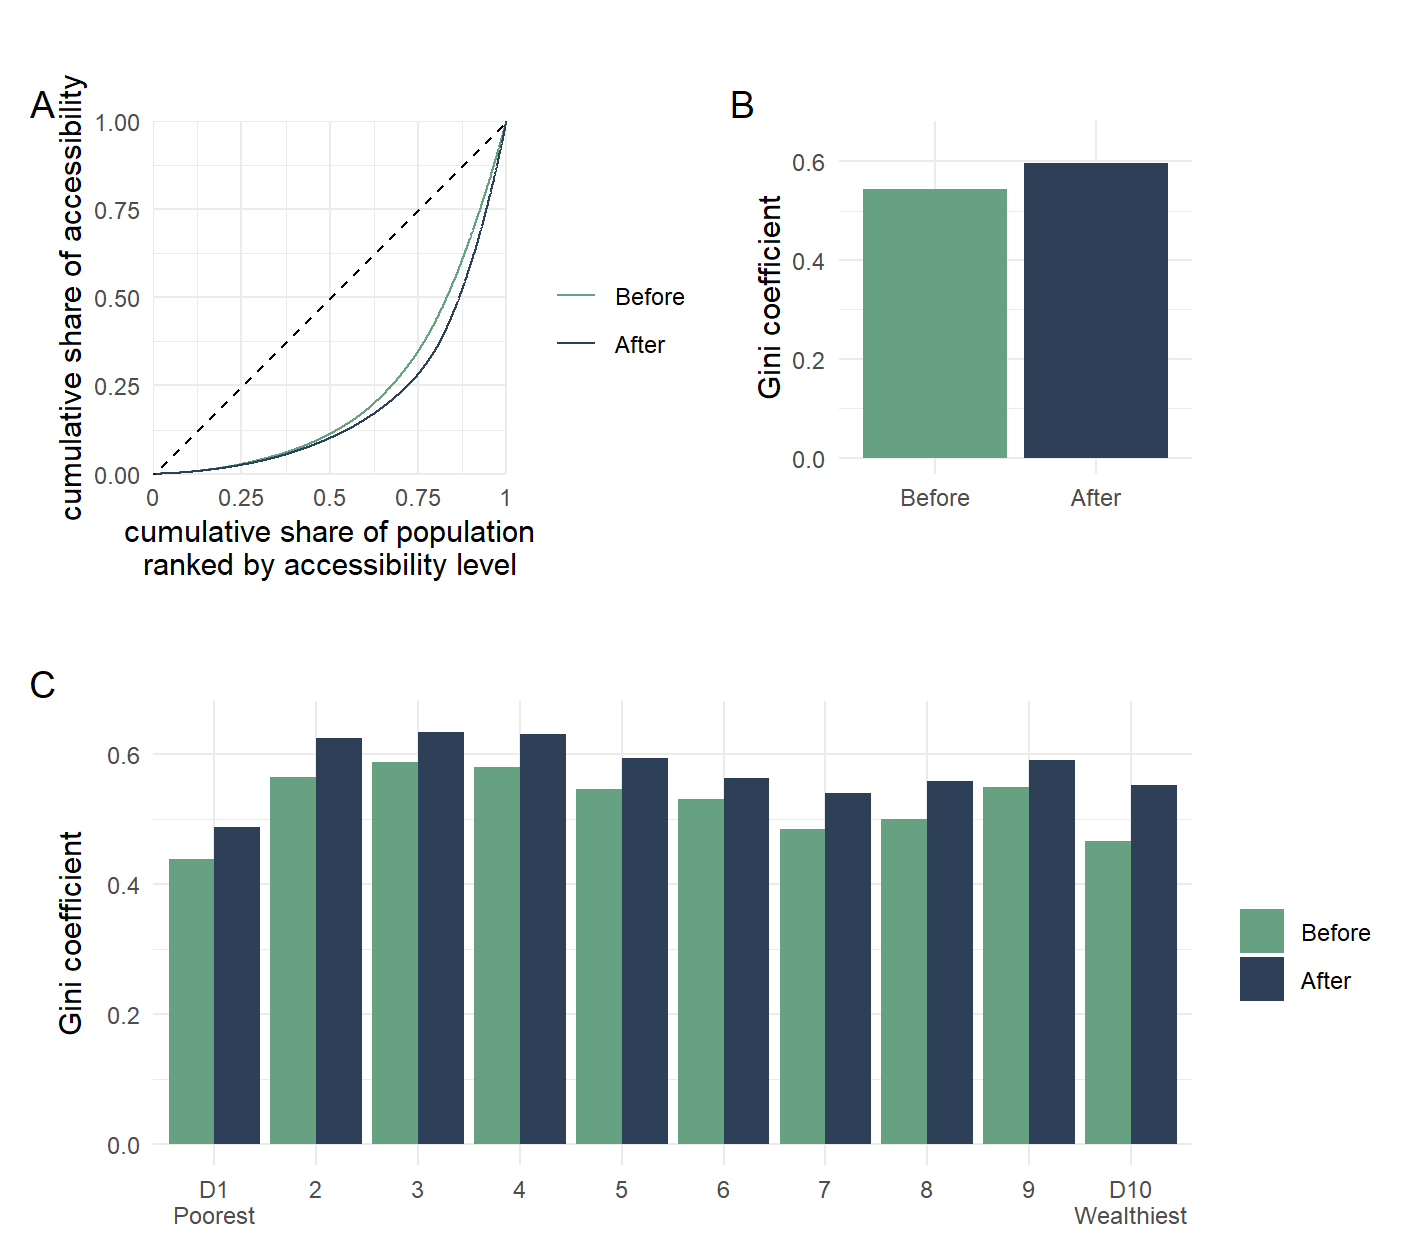 A
cumulative share of accessibility
1.00
0.75
0.50
0.25
0.00
0 0.25 0.5 0.75 1
cumulative share of population
ranked by accessibility level
Before
After
B
Gini coefficient
0.6
0.4
0.2
0.0
Before After
C
Gini coefficient
0.6
0.4
0.2
0.0
D1 2 3 4 5 6 7 8 9 D10
Poorest Wealthiest
Before
After